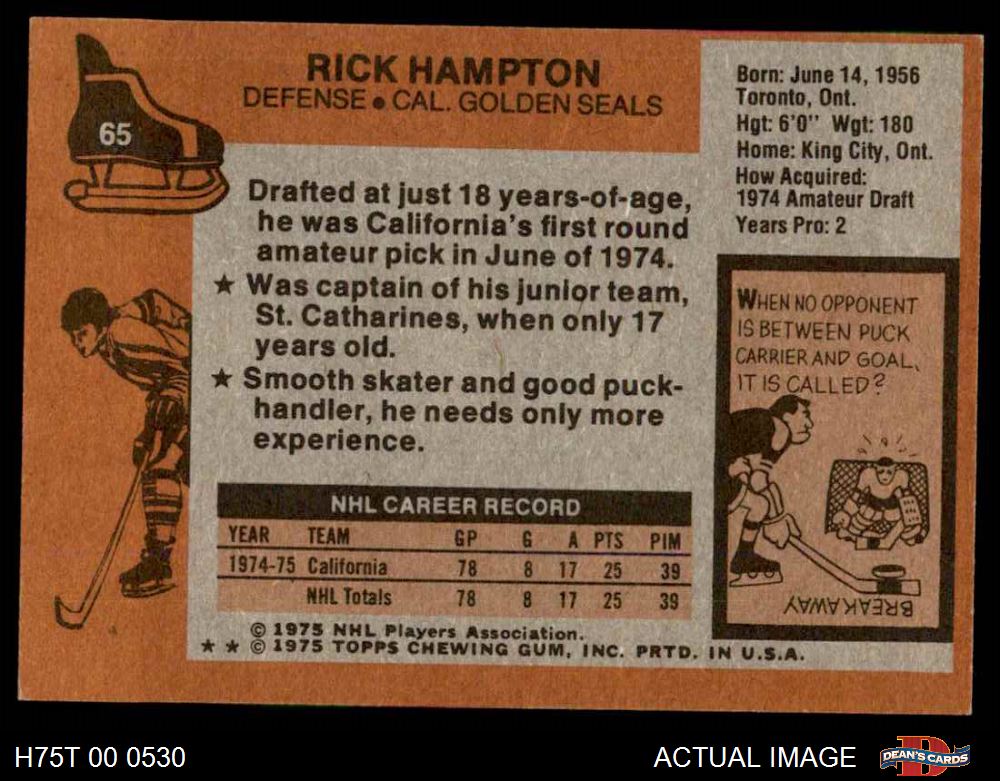 65
RICK HAMPTON
DEFENSE ● CAL. GOLDEN SEALS
Born: June 14, 1956
Toronto, Ont.
Hgt: 6'0" Wgt: 180
Home: King City, Ont.
How Acquired:
1974 Amateur Draft
Years Pro: 2
Drafted at just 18 years-of-age,
he was California's first round
amateur pick in June of 1974.
★ Was captain of his junior team,
St. Catharines, when only 17
years old.
★ Smooth skater and good puck-
handler, he needs only more
experience.
WHEN NO OPPONENT
IS BETWEEN PUCK
CARRIER AND GOAL,
IT IS CALLED?
BREAKAWAY
NHL CAREER RECORD
YEAR TEAM GP G A PTS PIM
1974-75 California 78 8 17 25 39
NHL Totals 78 8 17 25 39
© 1975 NHL Players Association.
★ ★ © 1975 TOPPS CHEWING GUM, INC. PRTD. IN U.S.A.
H75T 00 0530
ACTUAL IMAGE
DEAN'S CARDS